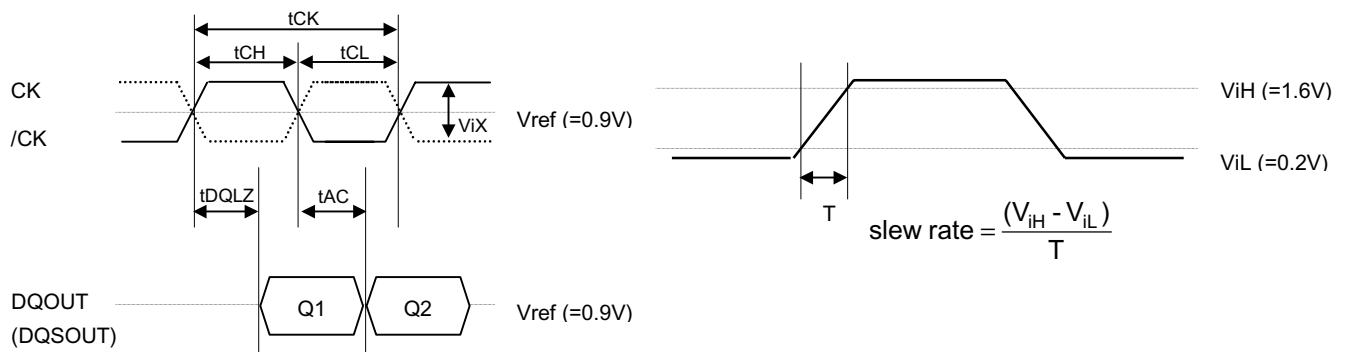 tCK
tCH
tCL
CK
/CK
ViX
Vref (=0.9V)
tDQLZ
tAC
DQOUT
(DQSOUT)
Q1
Q2
Vref (=0.9V)
ViH (=1.6V)
ViL (=0.2V)
T
slew rate = (ViH - ViL) / T